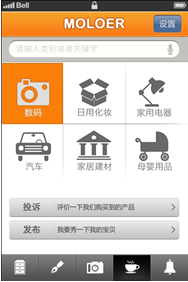 Bell
MOLOER
设置
请输入类别或者关键字
数码
日用化妆
家用电器
汽车
家居建材
母婴用品
投诉 评价一下我们购买到的产品
发布 我要秀一下我的宝贝